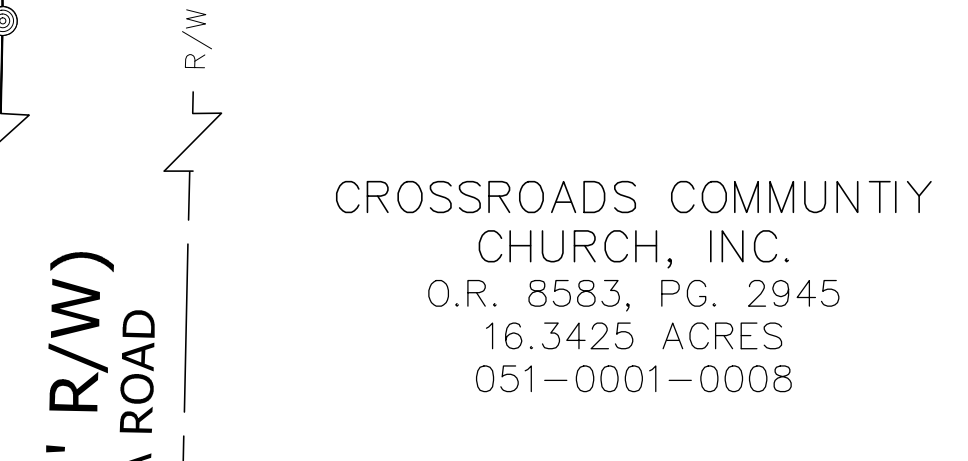 R/W
CROSSROADS COMMUNTIY
CHURCH, INC.
O.R. 8583, PG. 2945
16.3425 ACRES
051-0001-0008
' R/W)
ROAD